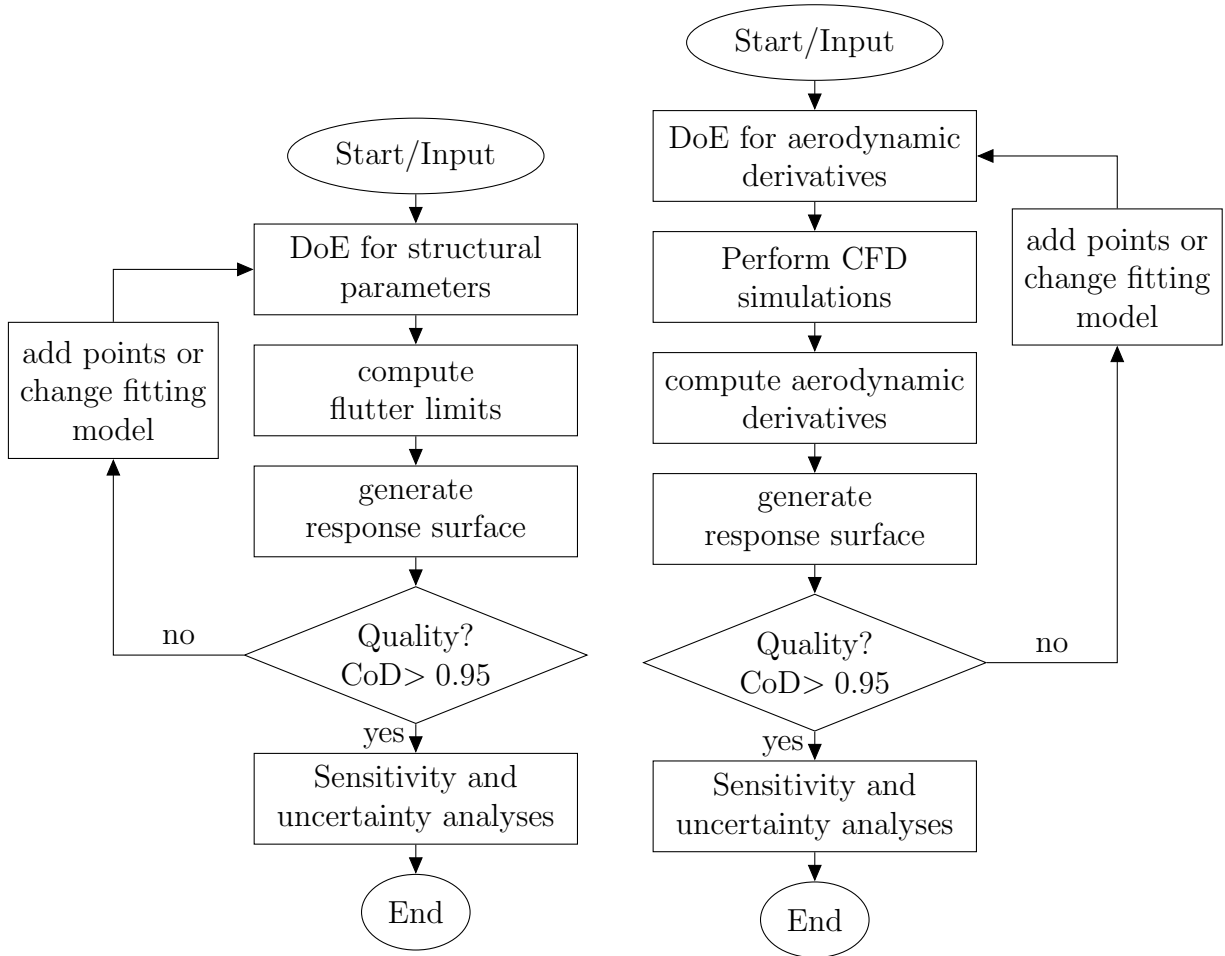 Start/Input
DoE for structural
parameters
add points or
change fitting
model
compute
flutter limits
generate
response surface
no
Quality?
CoD> 0.95
yes
Sensitivity and
uncertainty analyses
End
Start/Input
DoE for aerodynamic
derivatives
Perform CFD
simulations
add points or
change fitting
model
compute aerodynamic
derivatives
generate
response surface
Quality?
CoD> 0.95
no
yes
Sensitivity and
uncertainty analyses
End